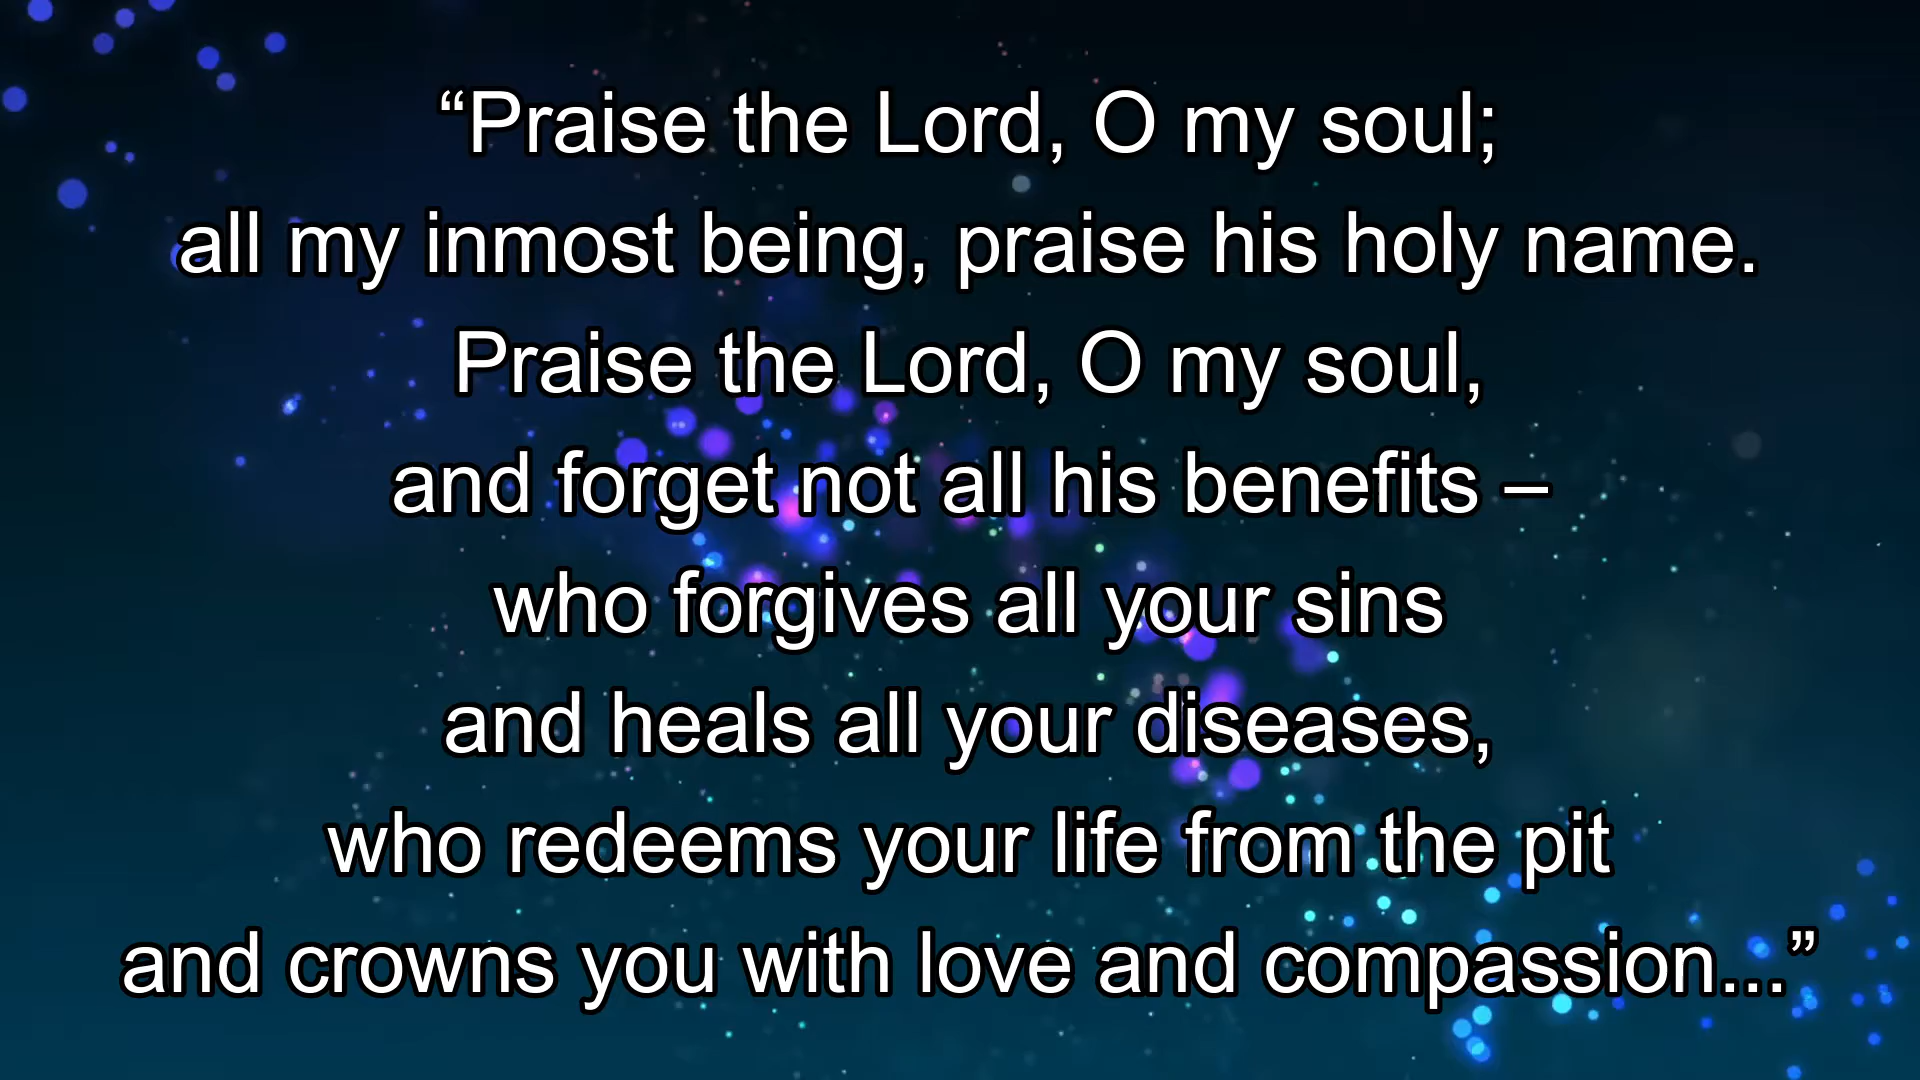 “Praise the Lord, O my soul;
all my inmost being, praise his holy name.
Praise the Lord, O my soul,
and forget not all his benefits –
who forgives all your sins
and heals all your diseases,
who redeems your life from the pit
and crowns you with love and compassion...”